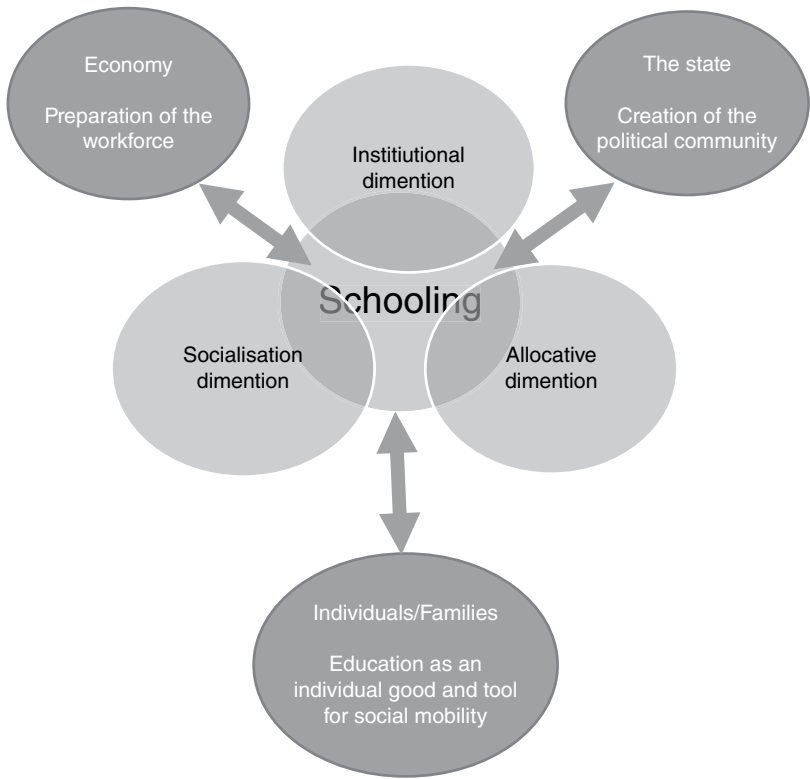 Economy
Preparation of the
workforce
The state
Creation of the
political community
Institiutional
dimention
Schooling
Socialisation
dimention
Allocative
dimention
Individuals/Families
Education as an
individual good and tool
for social mobility